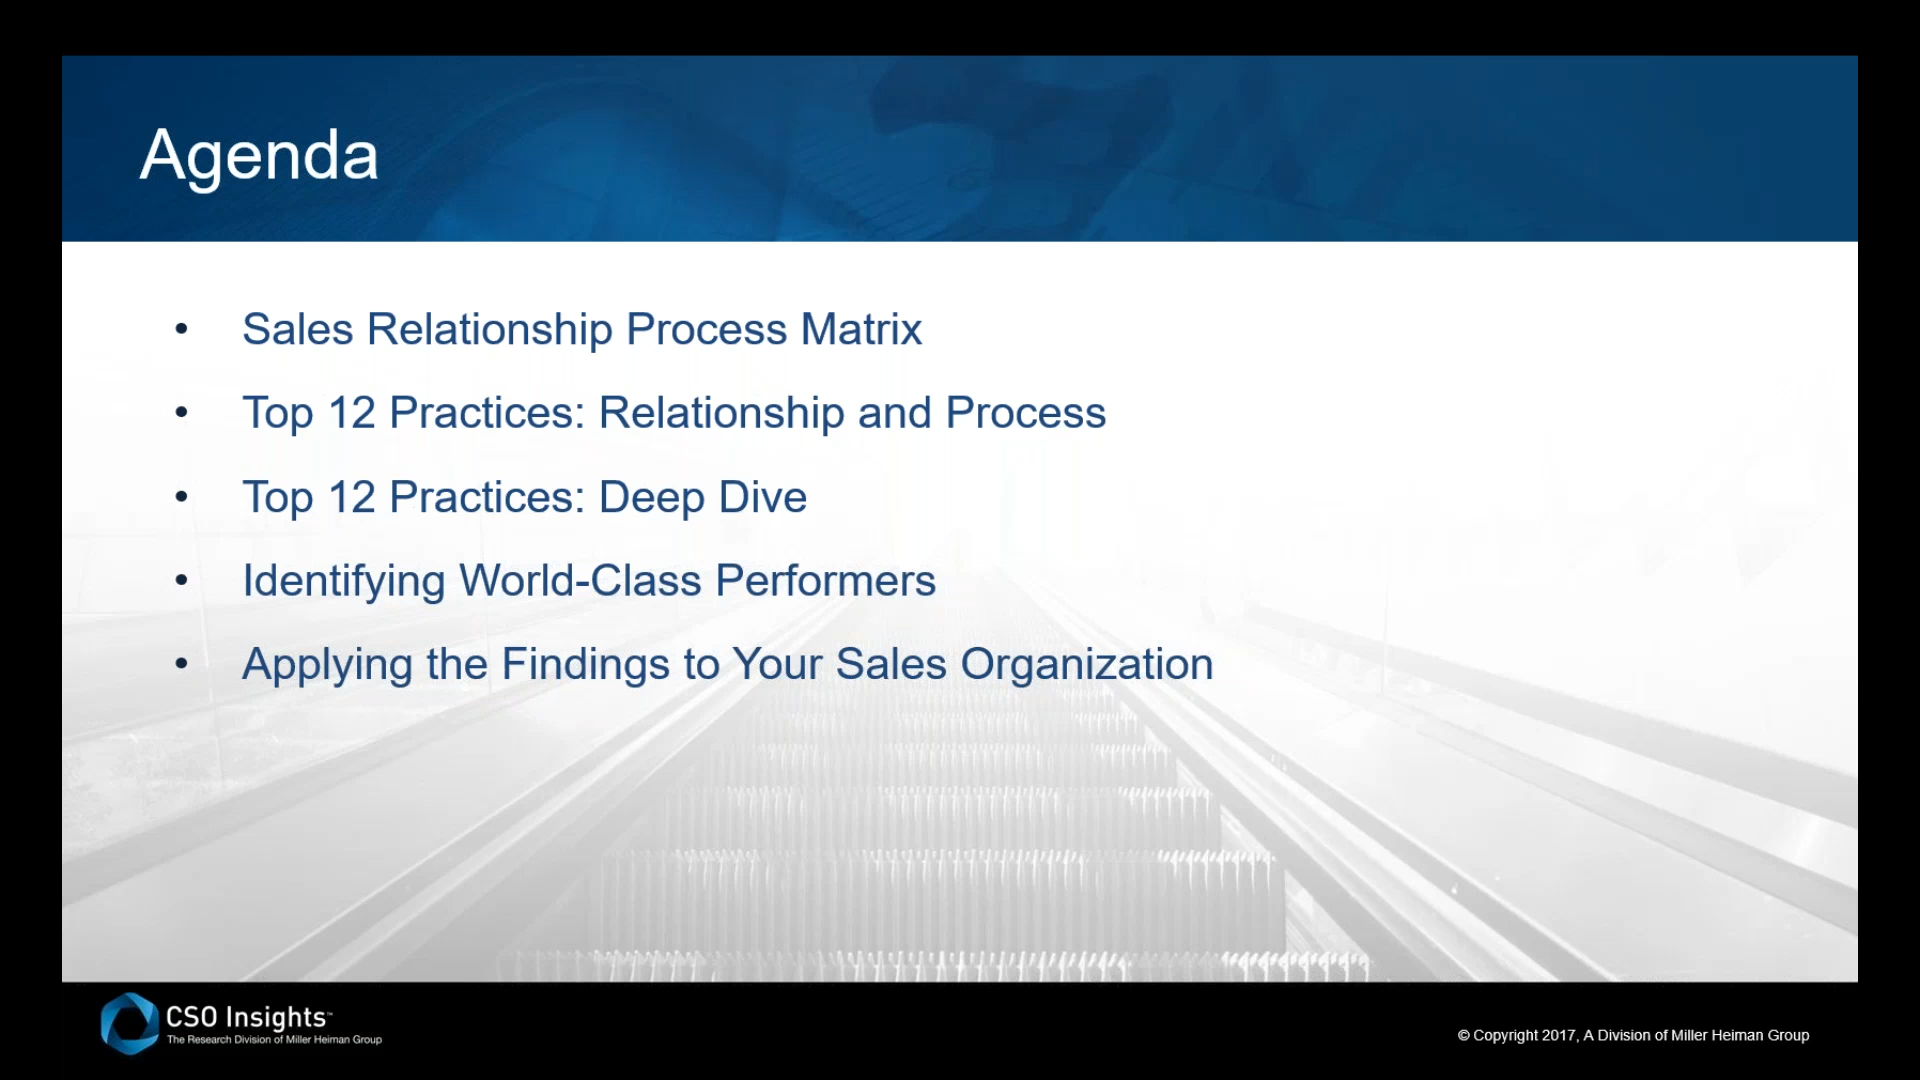 Agenda
• Sales Relationship Process Matrix
• Top 12 Practices: Relationship and Process
• Top 12 Practices: Deep Dive
• Identifying World-Class Performers
• Applying the Findings to Your Sales Organization
CSO Insights™
The Research Division of Miller Heiman Group
© Copyright 2017, A Division of Miller Heiman Group